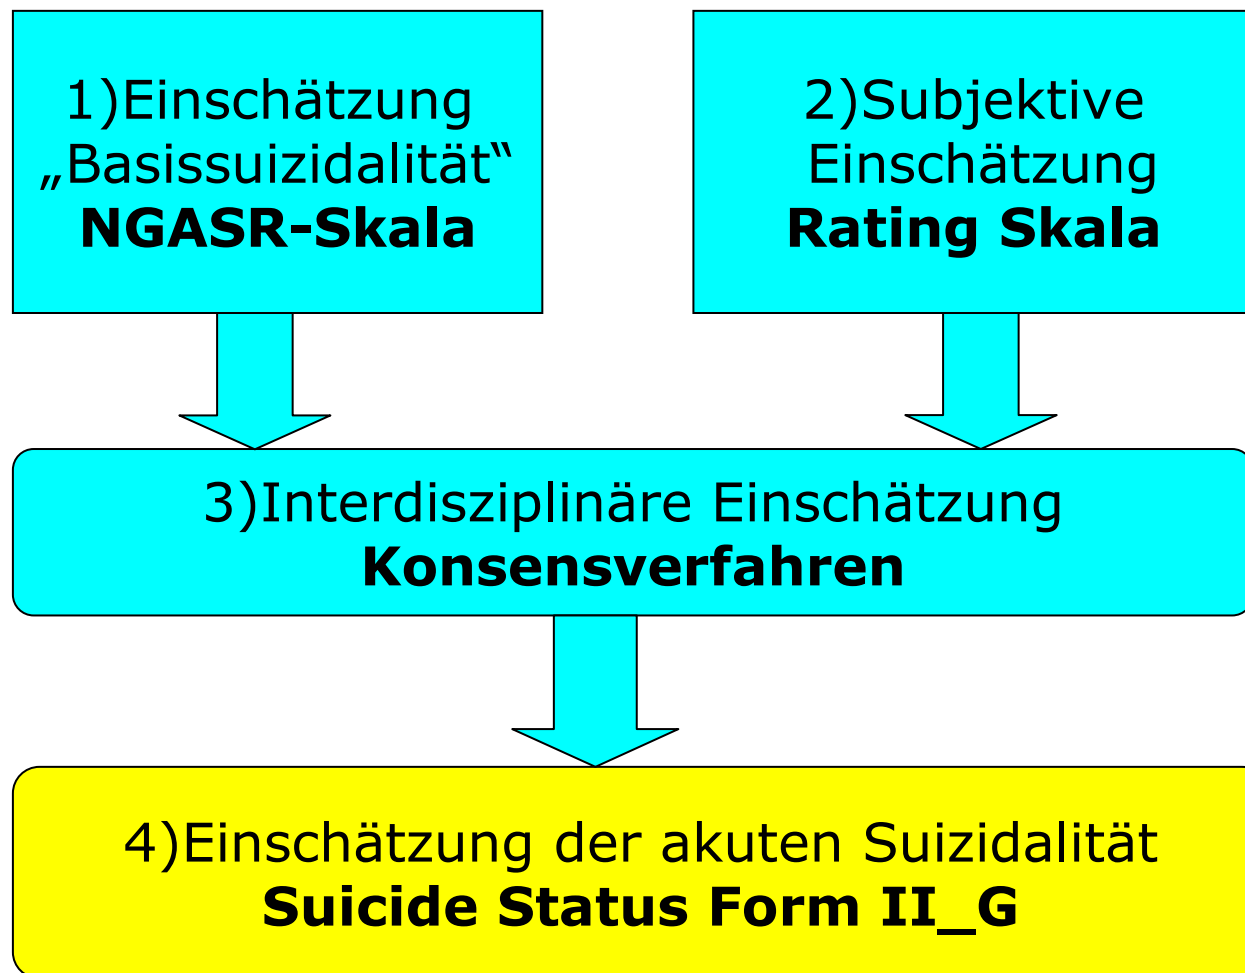 1)Einschätzung
„Basissuizidalität“
NGASR-Skala
2)Subjektive
Einschätzung
Rating Skala
3)Interdisziplinäre Einschätzung
Konsensverfahren
4)Einschätzung der akuten Suizidalität
Suicide Status Form II_G